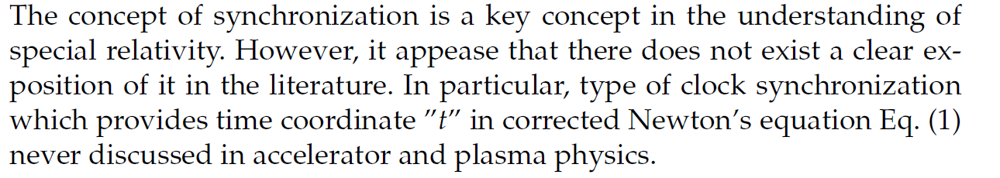 The concept of synchronization is a key concept in the understanding of
special relativity. However, it appease that there does not exist a clear ex-
position of it in the literature. In particular, type of clock synchronization
which provides time coordinate ”t” in corrected Newton’s equation Eq. (1)
never discussed in accelerator and plasma physics.